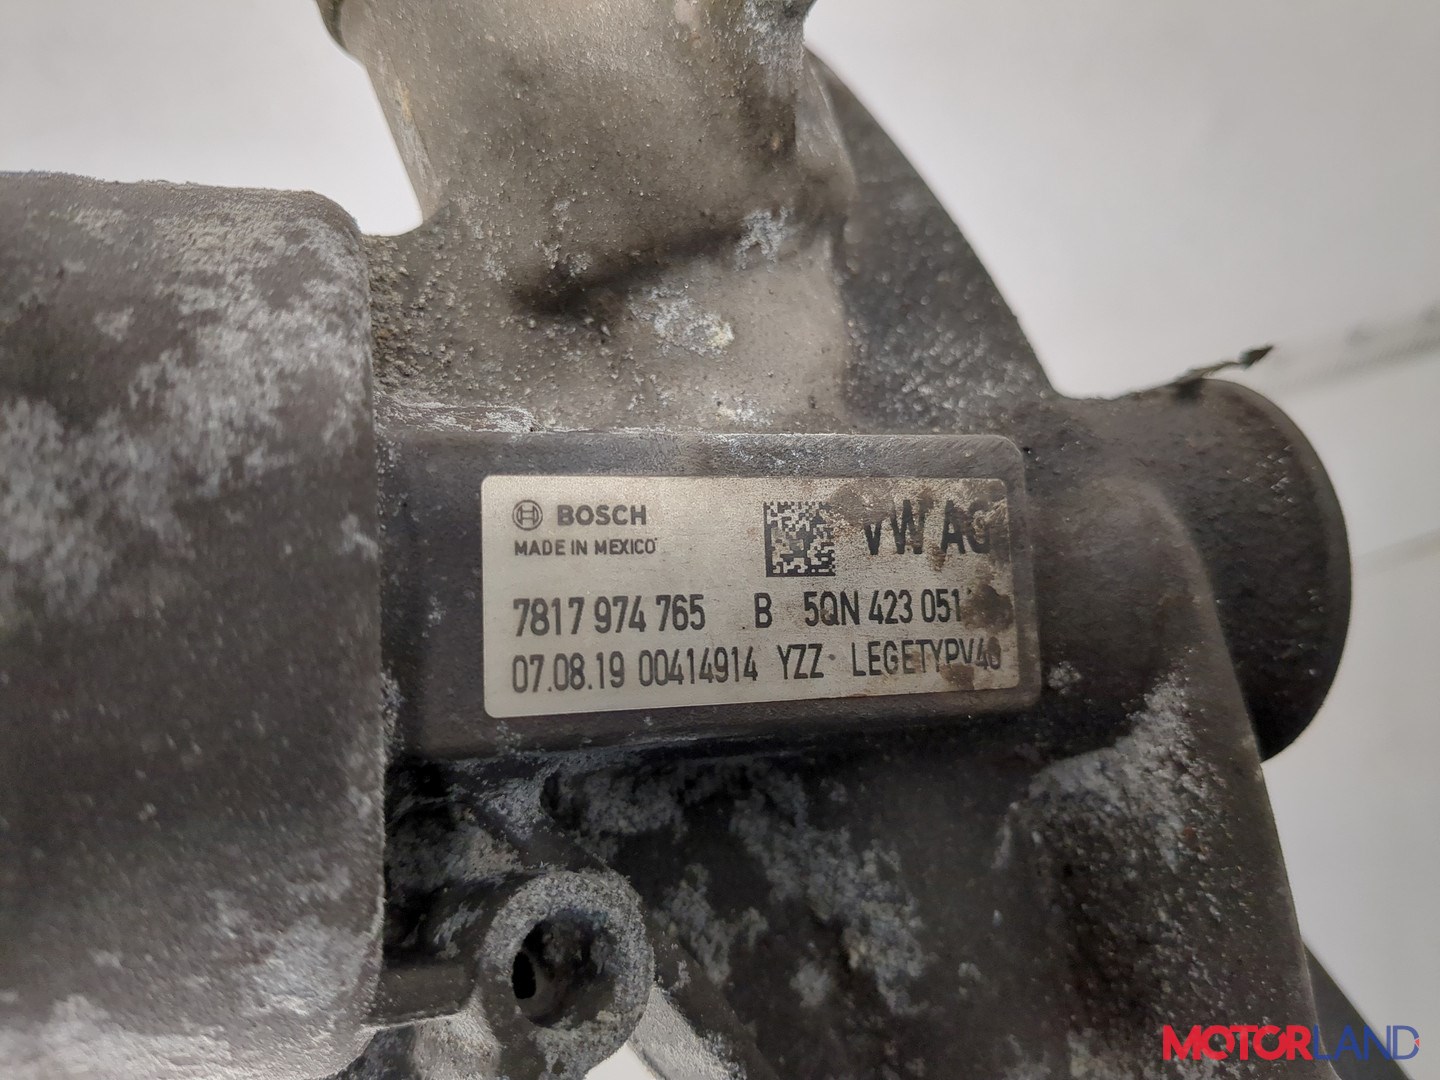 BOSCH
MADE IN MEXICO
VW AG
7817 974 765 B 5QN 423 051
07.08.19 00414914 YZZ LEGETYPV40
MOTORLAND